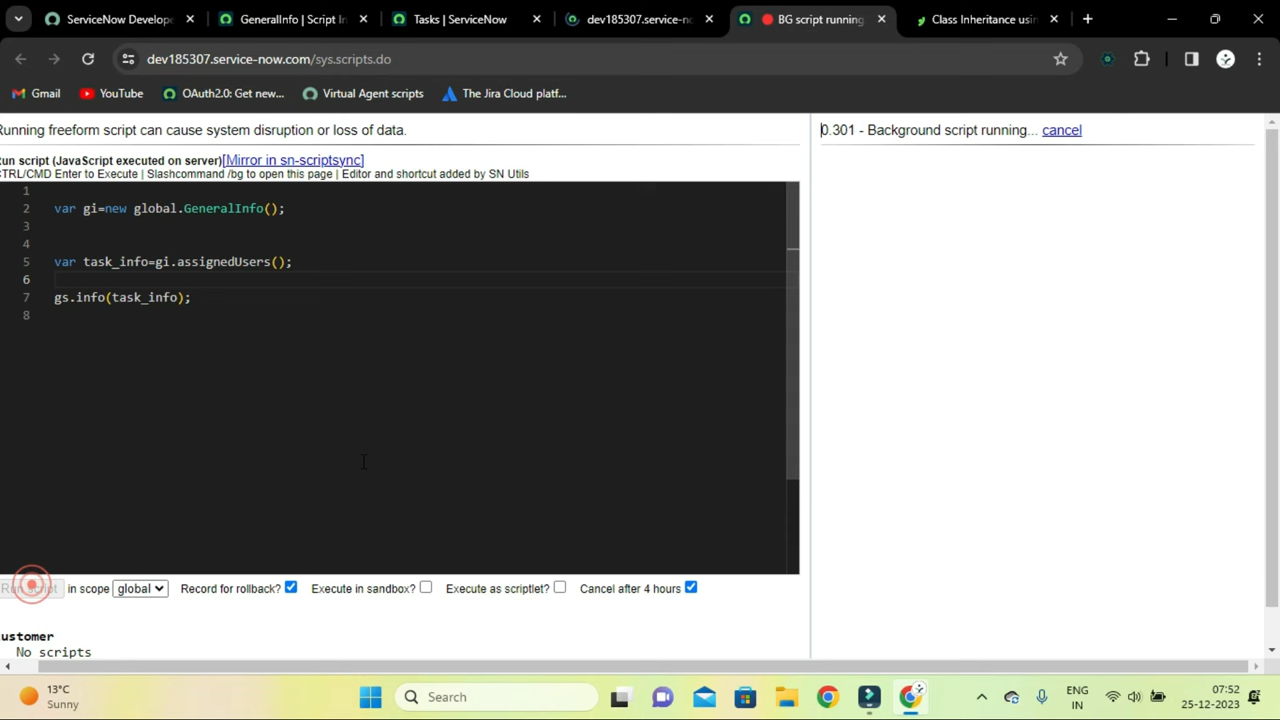 ServiceNow Develope
GeneralInfo | Script In
Tasks | ServiceNow
dev185307.service-no
BG script running
Class Inheritance usin
dev185307.service-now.com/sys.scripts.do
Gmail
YouTube
OAuth2.0: Get new...
Virtual Agent scripts
The Jira Cloud platf...
Running freeform script can cause system disruption or loss of data.
0.301 - Background script running... cancel
Run script (JavaScript executed on server)[Mirror in sn-scriptsync]
CTRL/CMD Enter to Execute | Slashcommand /bg to open this page | Editor and shortcut added by SN Utils
1
2 var gi=new global.GeneralInfo();
3
4
5 var task_info=gi.assignedUsers();
6
7 gs.info(task_info);
8
Run script in scope global Record for rollback? Execute in sandbox? Execute as scriptlet? Cancel after 4 hours
ustomer
No scripts
13°C
Sunny
Search
ENG
IN
07:52
25-12-2023